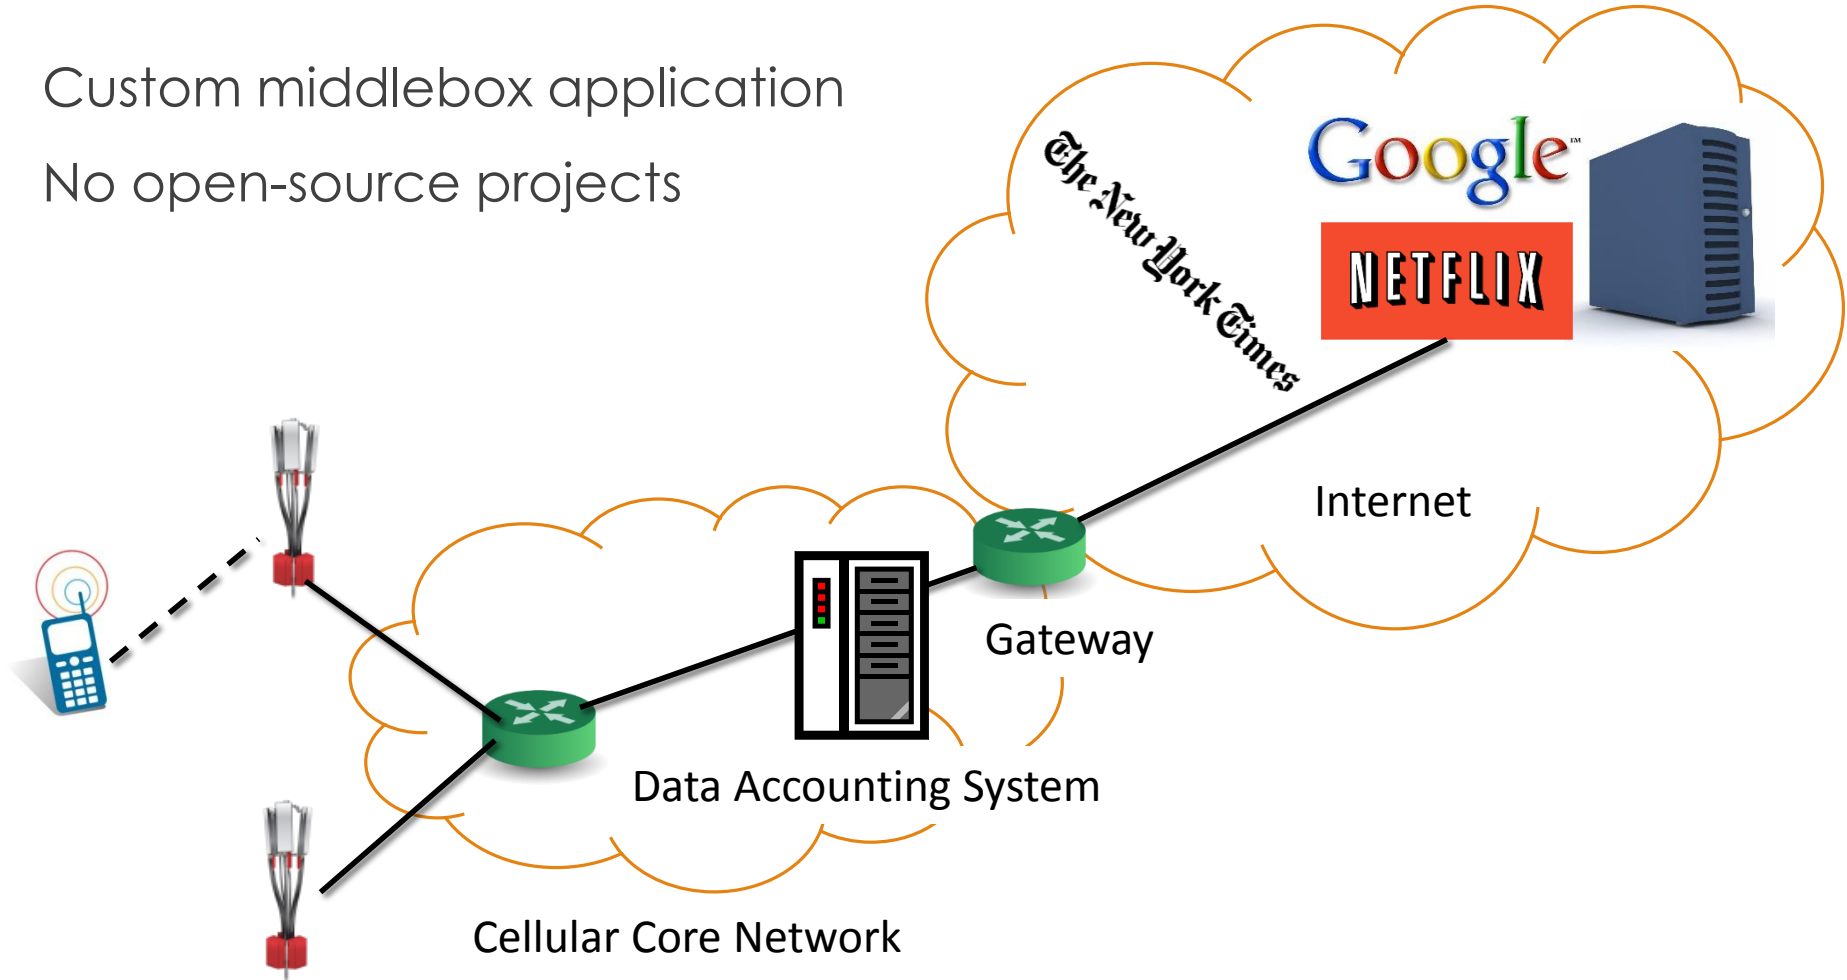 Custom middlebox application
No open-source projects
The New York Times
Google™
NETFLIX
Internet
Gateway
Data Accounting System
Cellular Core Network